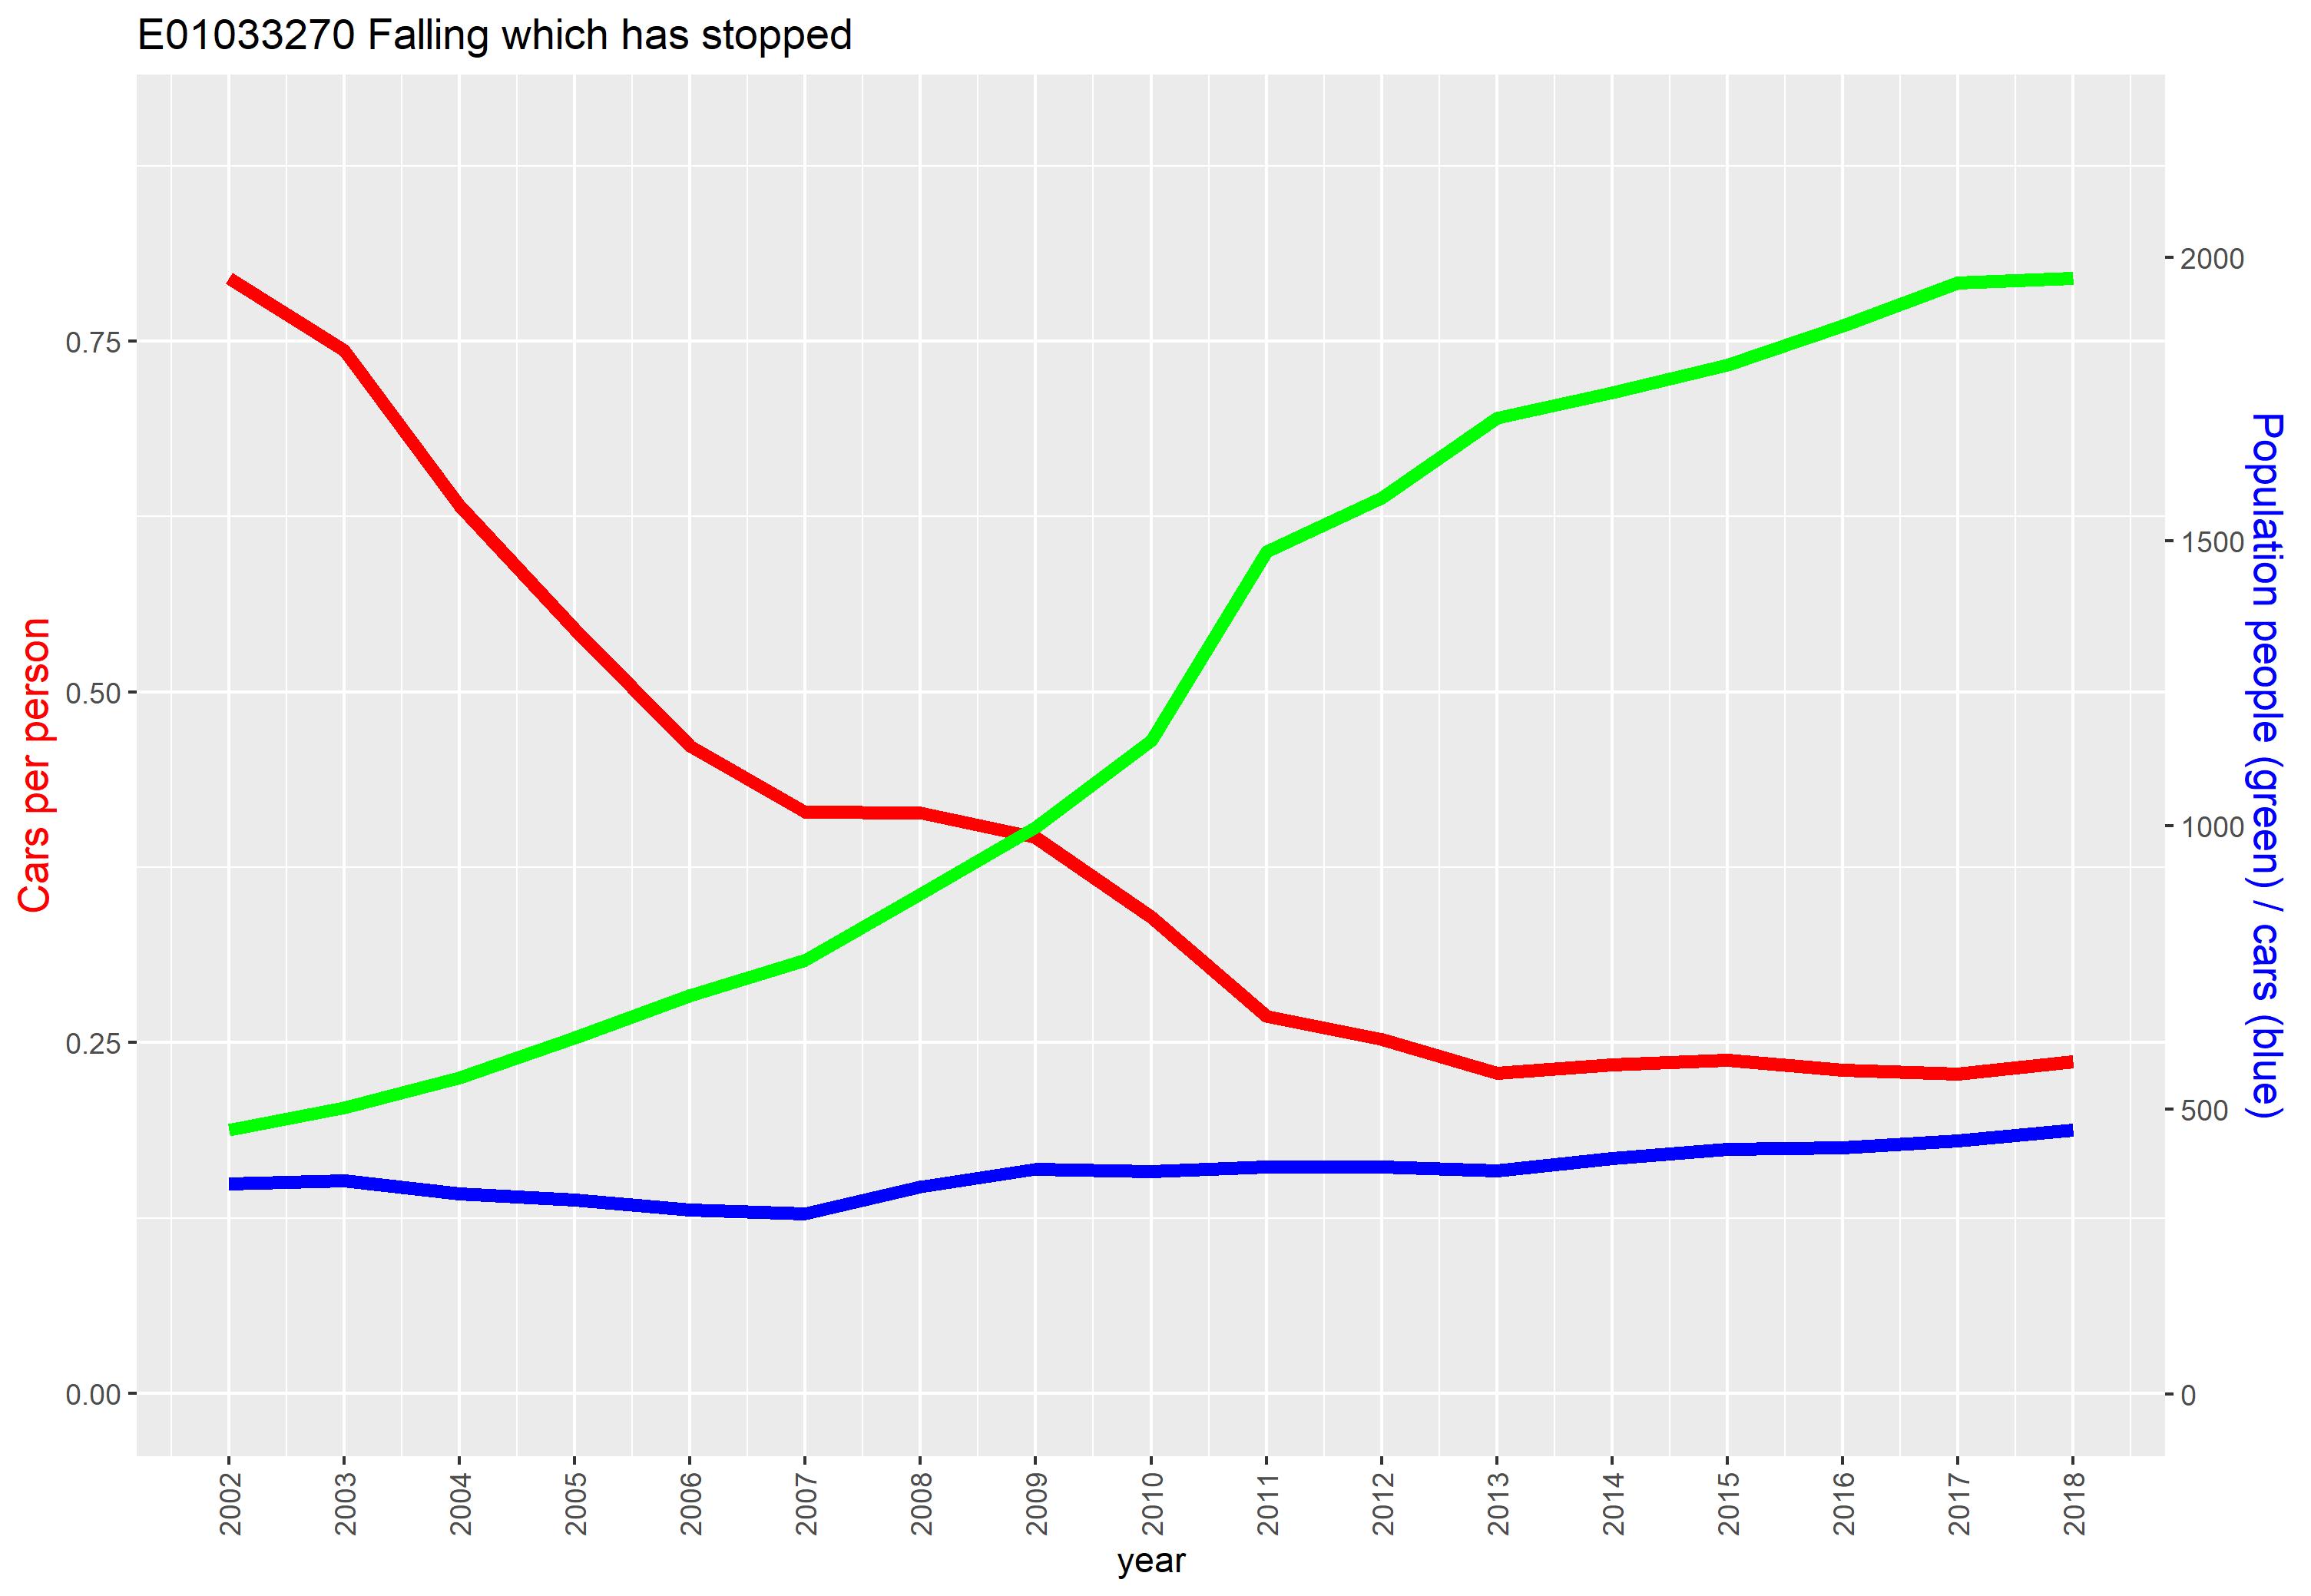 E01033270 Falling which has stopped
Cars per person
0.75
0.50
0.25
0.00
2000
1500
1000
500
0
Population people (green) / cars (blue)
2002 2003 2004 2005 2006 2007 2008 2009 2010 2011 2012 2013 2014 2015 2016 2017 2018
year